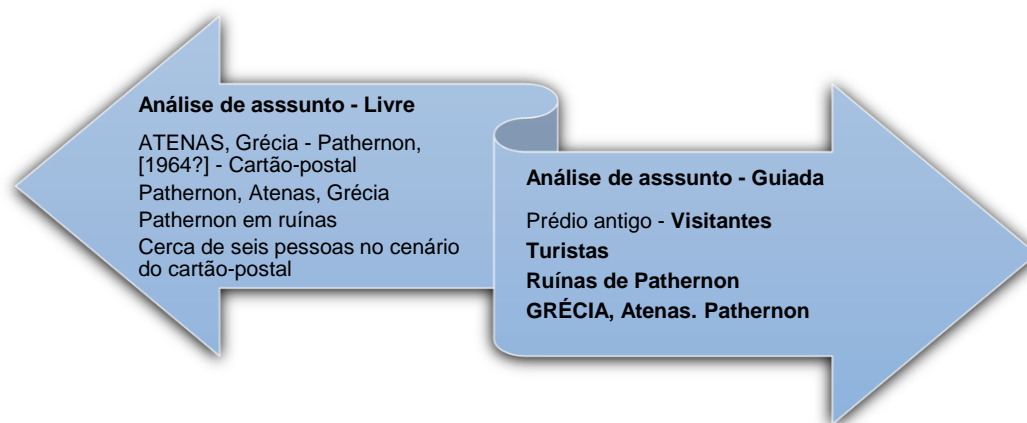 Análise de asssunto - Livre
ATENAS, Grécia - Pathernon,
[1964?] - Cartão-postal
Pathernon, Atenas, Grécia
Pathernon em ruínas
Cerca de seis pessoas no cenário
do cartão-postal
Análise de asssunto - Guiada
Prédio antigo - Visitantes
Turistas
Ruínas de Pathernon
GRÉCIA, Atenas. Pathernon